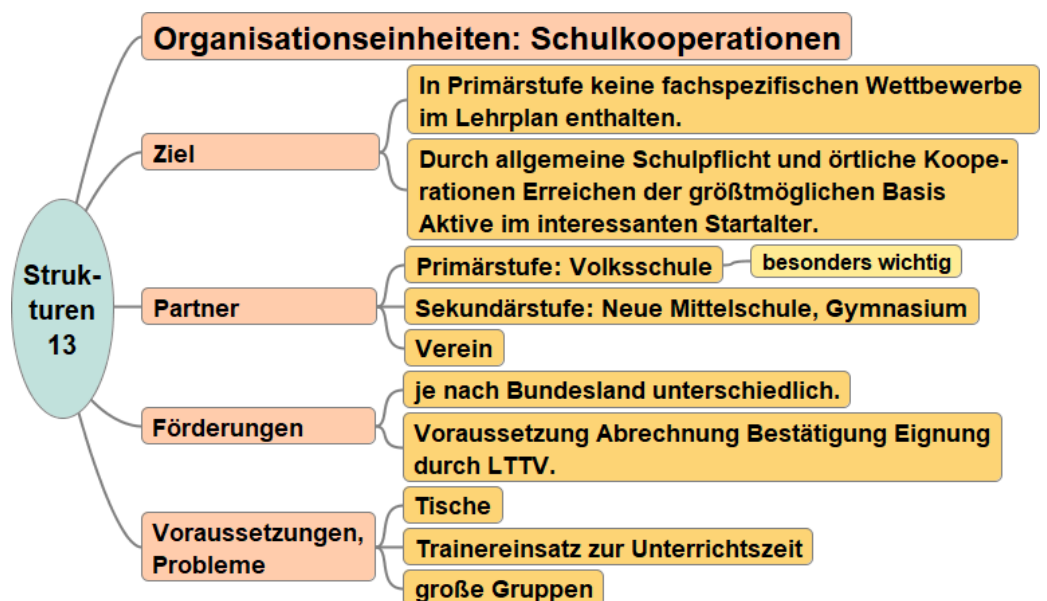 Organisationseinheiten: Schulkooperationen
Ziel
In Primärstufe keine fachspezifischen Wettbewerbe
im Lehrplan enthalten.
Durch allgemeine Schulpflicht und örtliche Koope-
rationen Erreichen der größtmöglichen Basis
Aktive im interessanten Startalter.
Struk-
turen
13
Partner
Primärstufe: Volksschule
besonders wichtig
Sekundärstufe: Neue Mittelschule, Gymnasium
Verein
Förderungen
je nach Bundesland unterschiedlich.
Voraussetzung Abrechnung Bestätigung Eignung
durch LTTV.
Voraussetzungen,
Probleme
Tische
Trainereinsatz zur Unterrichtszeit
große Gruppen